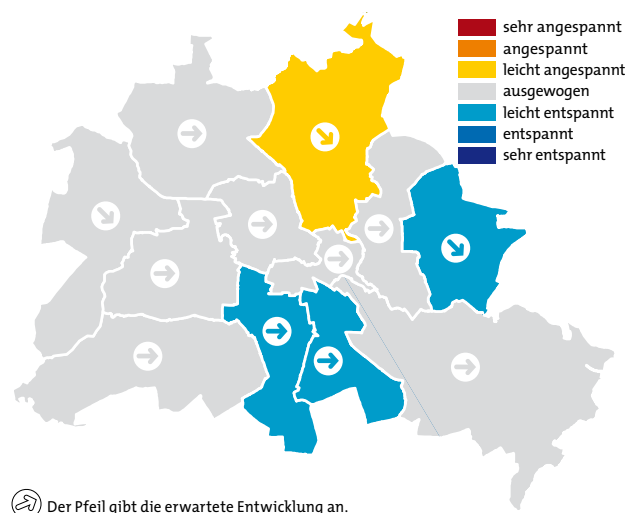 sehr angespannt
angespannt
leicht angespannt
ausgewogen
leicht entspannt
entspannt
sehr entspannt
Der Pfeil gibt die erwartete Entwicklung an.